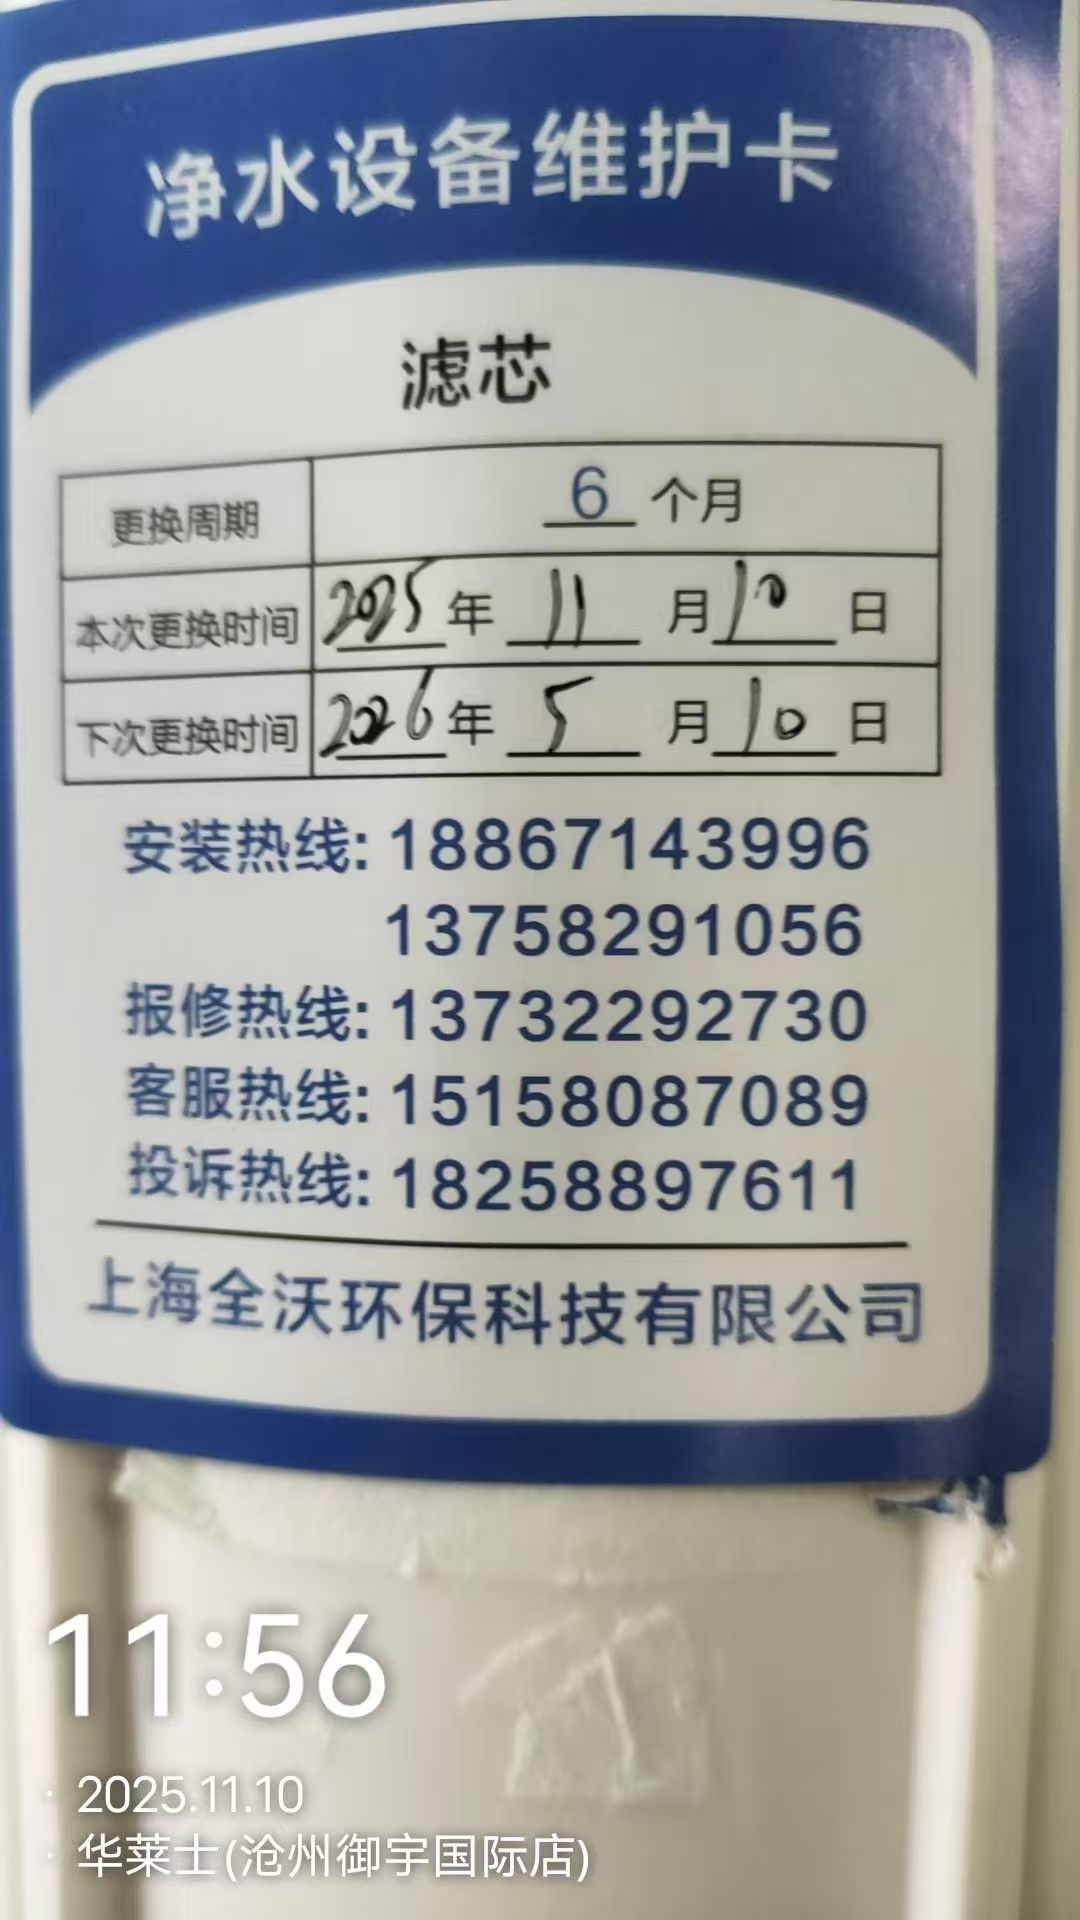 净水设备维护卡
滤芯
更换周期 6 个月
本次更换时间 2025 年 11 月 10 日
下次更换时间 2026 年 5 月 10 日
安装热线: 18867143996
13758291056
报修热线: 13732292730
客服热线: 15158087089
投诉热线: 18258897611
上海全沃环保科技有限公司
11:56
· 2025.11.10
· 华莱士(沧州御宇国际店)